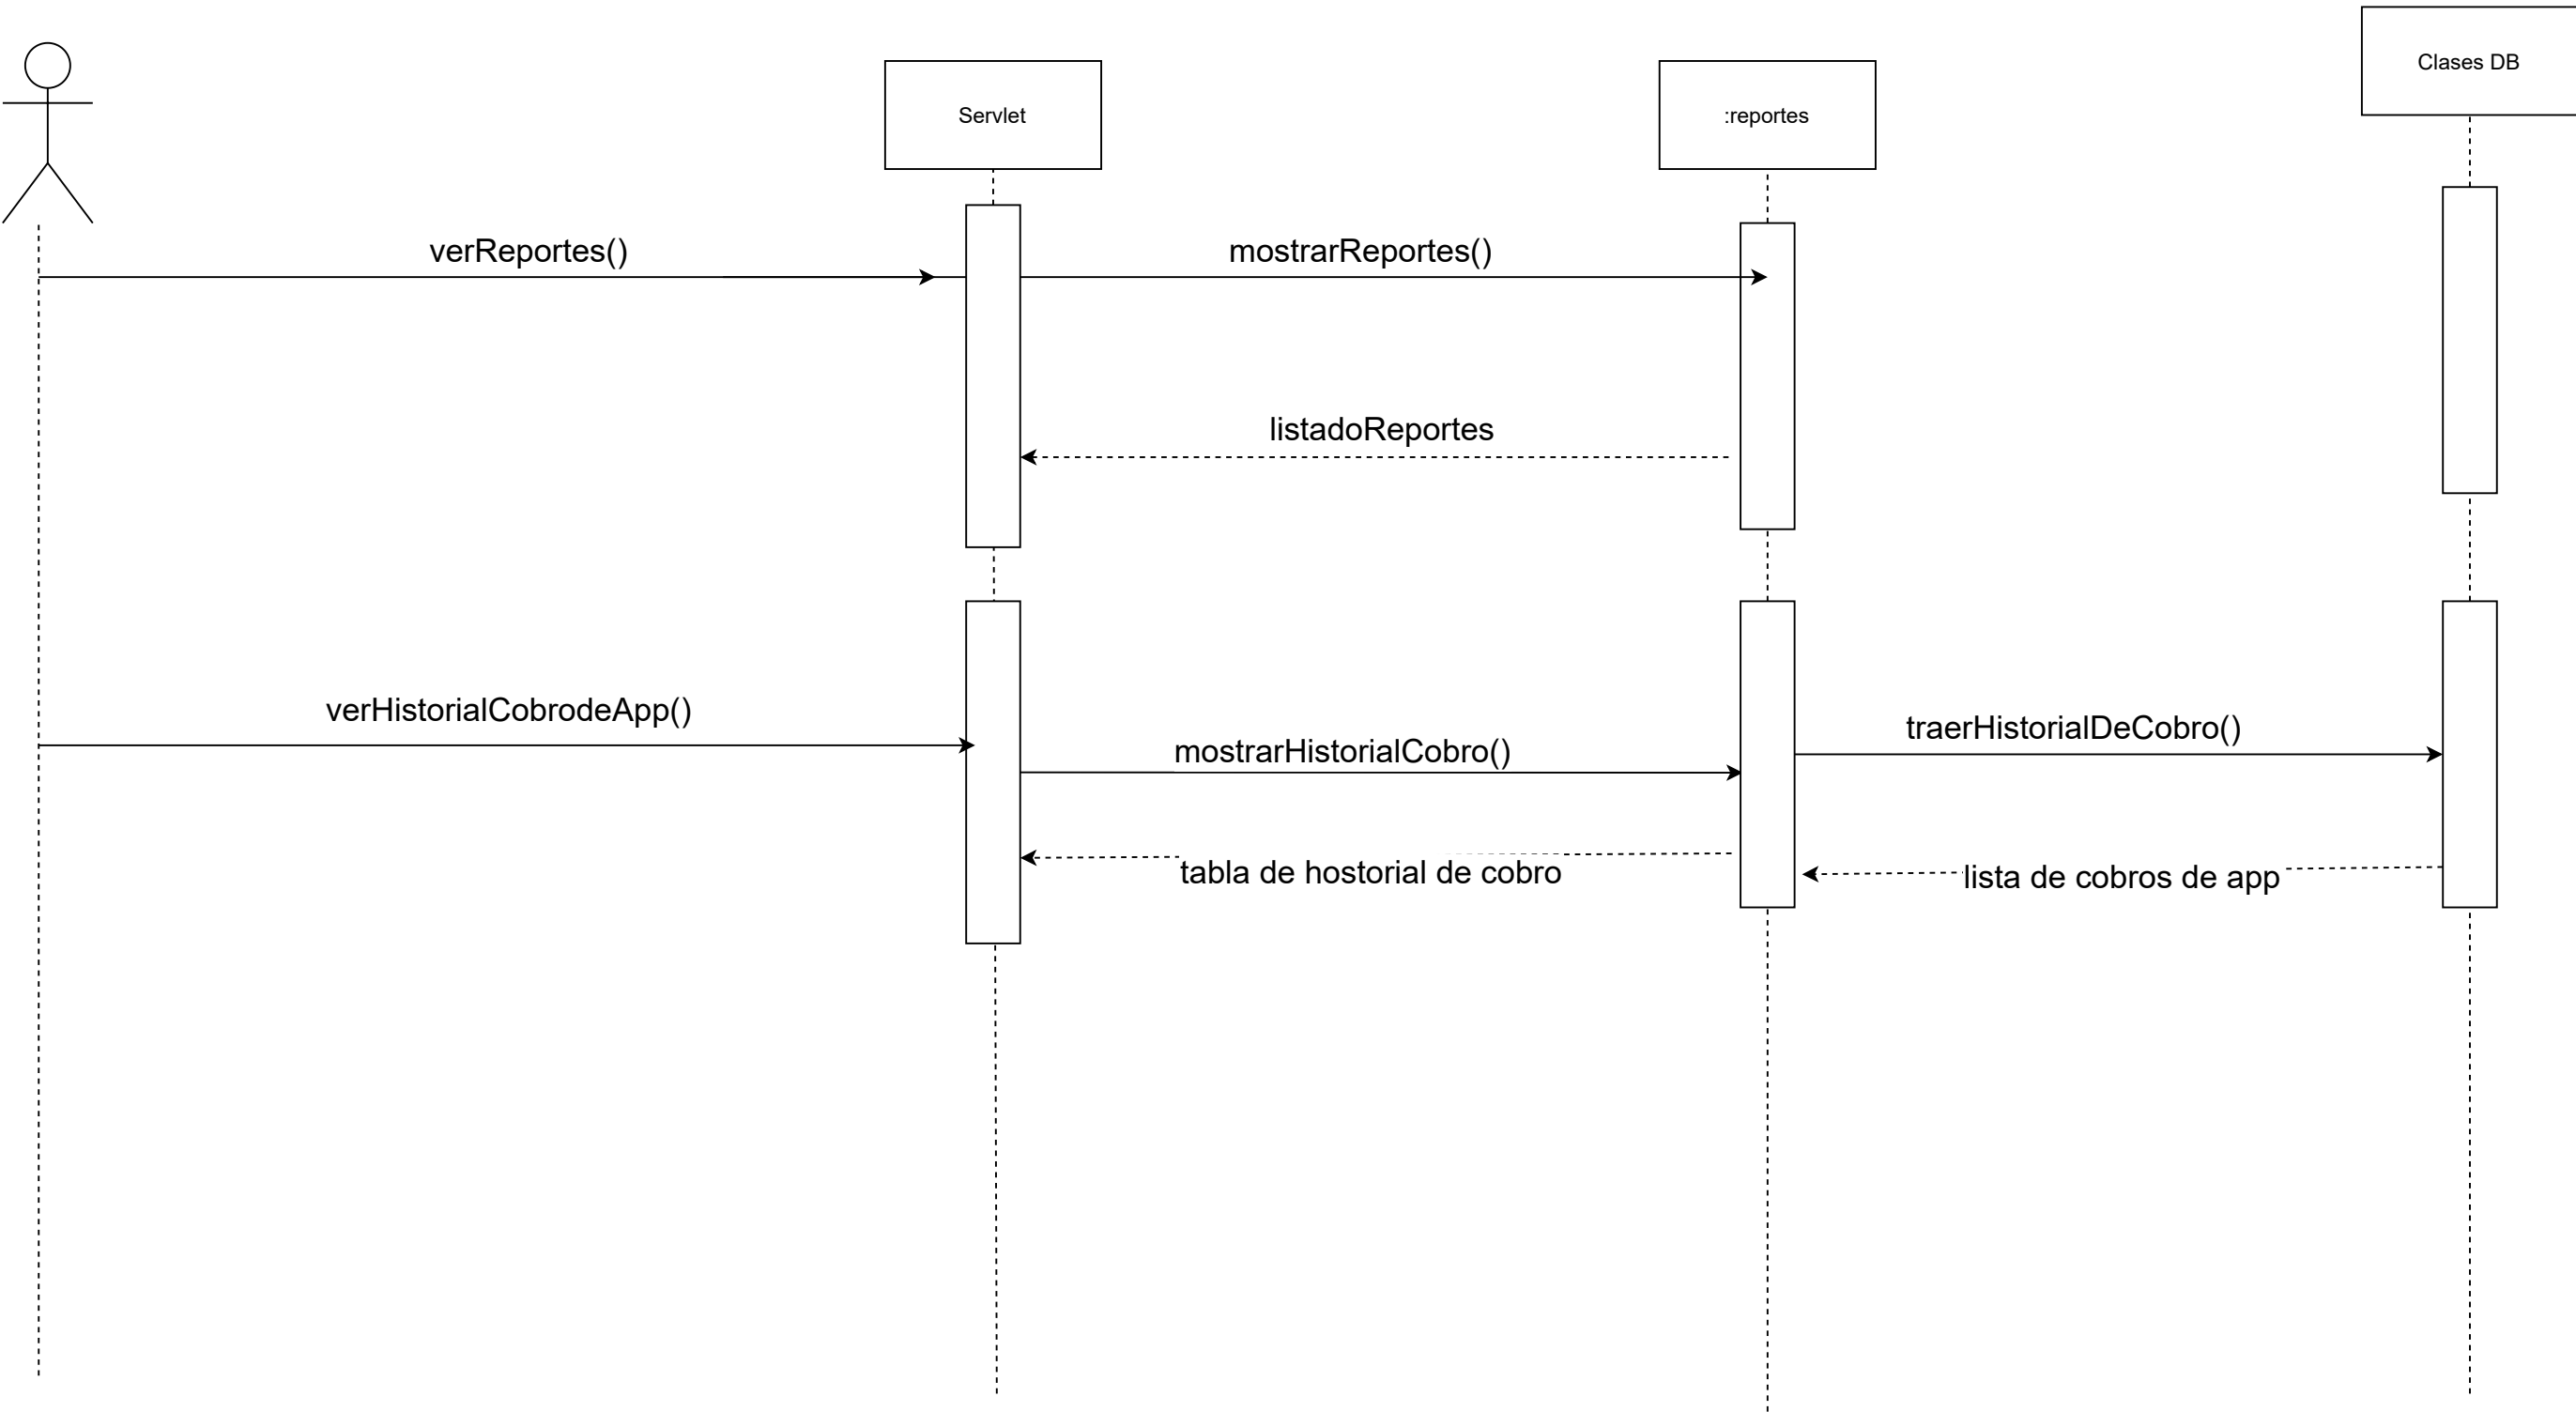 Clases DB
Servlet
:reportes
verReportes()
mostrarReportes()
listadoReportes
verHistorialCobrodeApp()
mostrarHistorialCobro()
traerHistorialDeCobro()
tabla de hostorial de cobro
lista de cobros de app